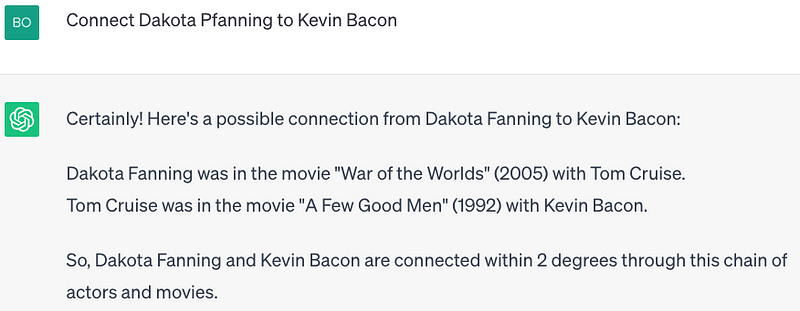 BO
Connect Dakota Pfanning to Kevin Bacon
Certainly! Here's a possible connection from Dakota Fanning to Kevin Bacon:
Dakota Fanning was in the movie "War of the Worlds" (2005) with Tom Cruise.
Tom Cruise was in the movie "A Few Good Men" (1992) with Kevin Bacon.
So, Dakota Fanning and Kevin Bacon are connected within 2 degrees through this chain of
actors and movies.